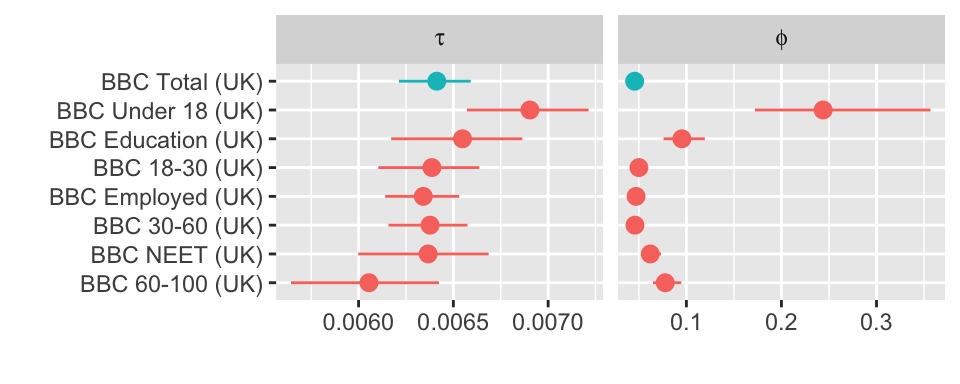 τ ϕ
BBC Total (UK)
BBC Under 18 (UK)
BBC Education (UK)
BBC 18-30 (UK)
BBC Employed (UK)
BBC 30-60 (UK)
BBC NEET (UK)
BBC 60-100 (UK)
0.0060 0.0065 0.0070 0.1 0.2 0.3